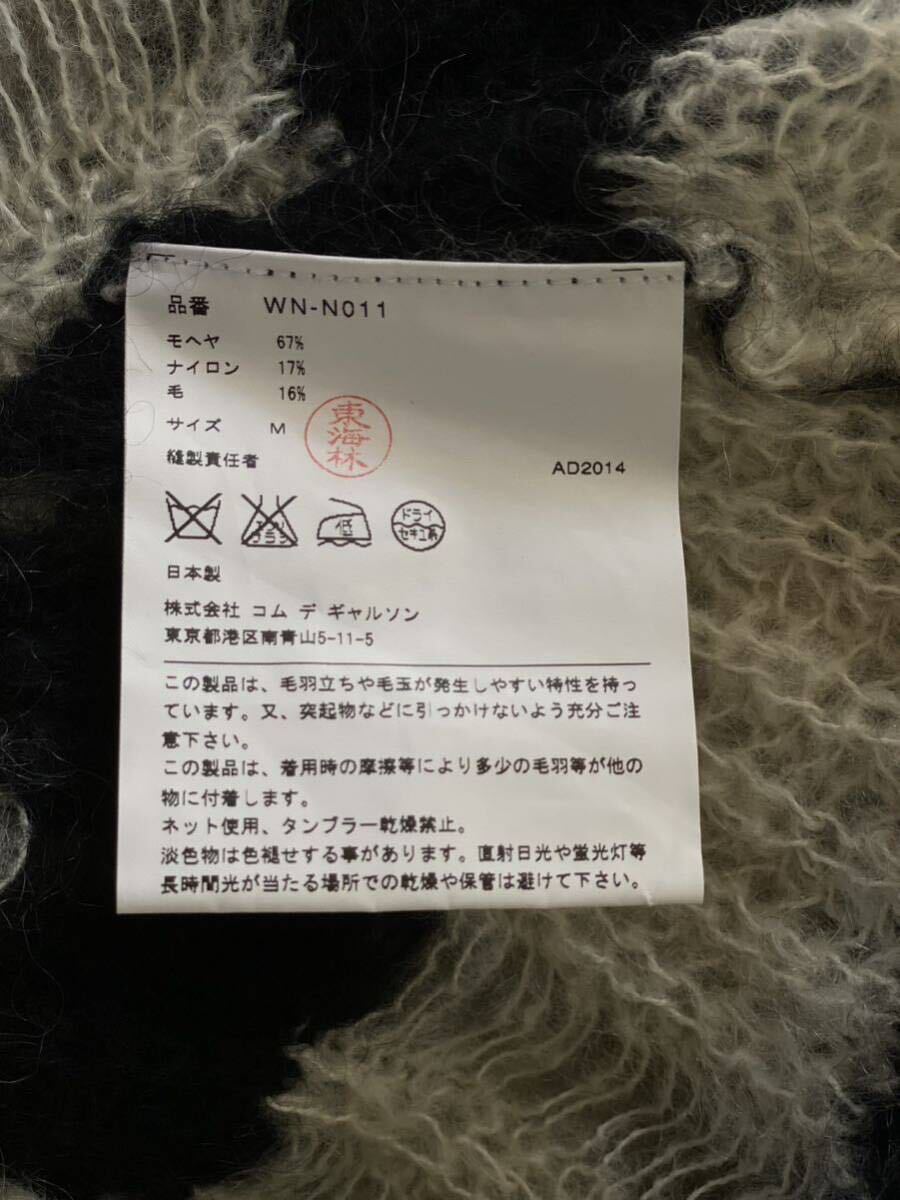 品番 WN-N011
モヘヤ 67%
ナイロン 17%
毛 16%
サイズ M
東海林
縫製責任者
AD2014
エンソ
サラシ
低
ドライ
セキユ系
日本製
株式会社 コム デ ギャルソン
東京都港区南青山5-11-5
この製品は、毛羽立ちや毛玉が発生しやすい特性を持っ
ています。又、突起物などに引っかけないよう充分ご注
意下さい。
この製品は、着用時の摩擦等により多少の毛羽等が他の
物に付着します。
ネット使用、タンブラー乾燥禁止。
淡色物は色褪せする事があります。直射日光や蛍光灯等
長時間光が当たる場所での乾燥や保管は避けて下さい。